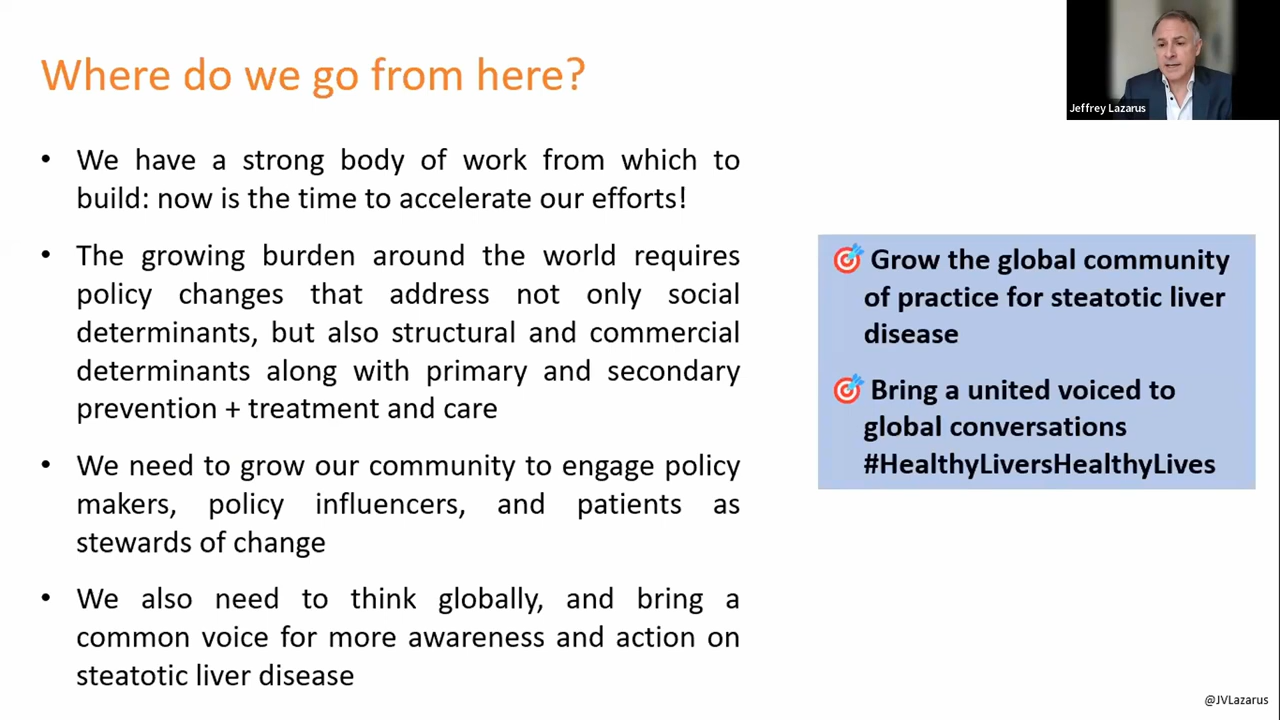 Where do we go from here?
Jeffrey Lazarus
• We have a strong body of work from which to
build: now is the time to accelerate our efforts!
• The growing burden around the world requires
policy changes that address not only social
determinants, but also structural and commercial
determinants along with primary and secondary
prevention + treatment and care
• We need to grow our community to engage policy
makers, policy influencers, and patients as
stewards of change
• We also need to think globally, and bring a
common voice for more awareness and action on
steatotic liver disease
🎯 Grow the global community
of practice for steatotic liver
disease
🎯 Bring a united voiced to
global conversations
#HealthyLiversHealthyLives
@JVLazarus